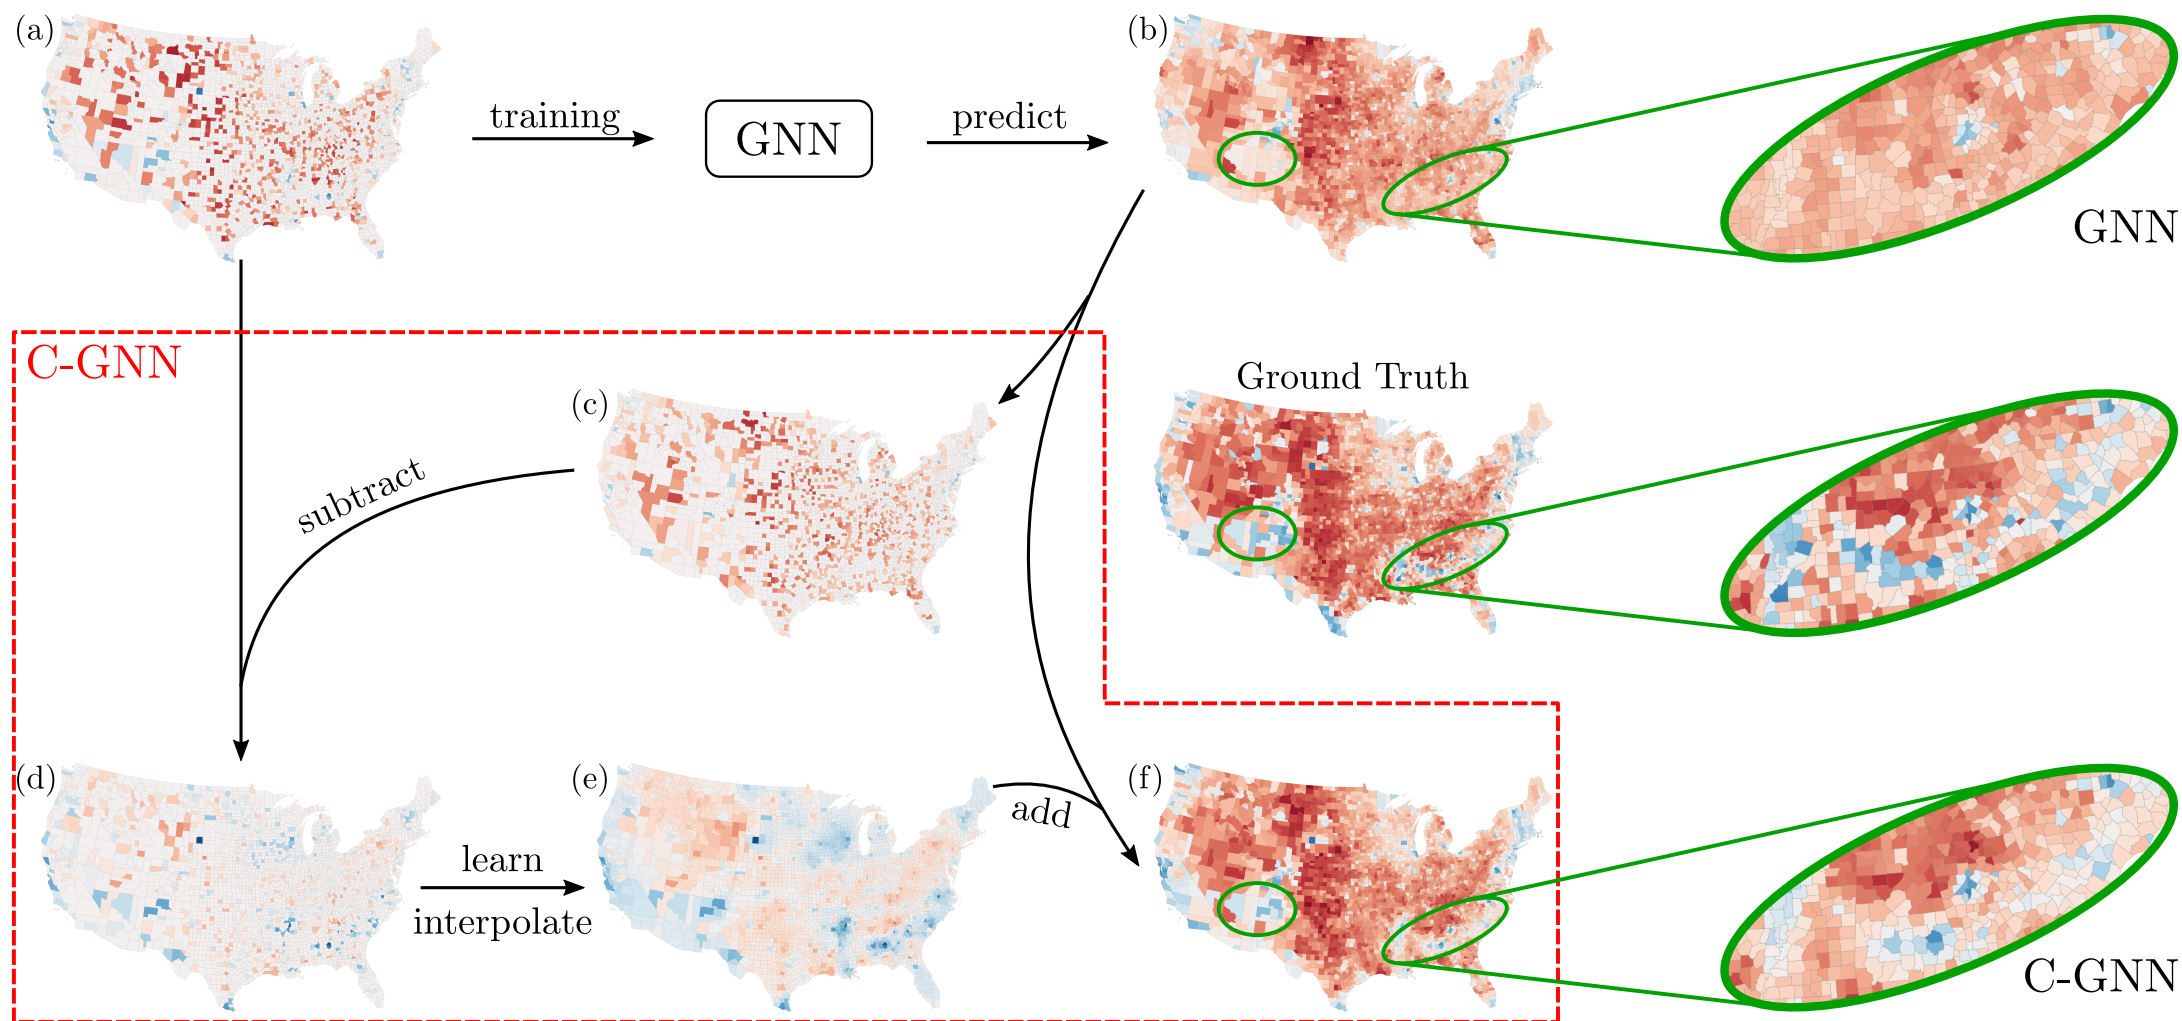 (a)
training
GNN
predict
(b)
GNN
C-GNN
(c)
Ground Truth
subtract
(d)
(e)
add
(f)
learn
interpolate
C-GNN